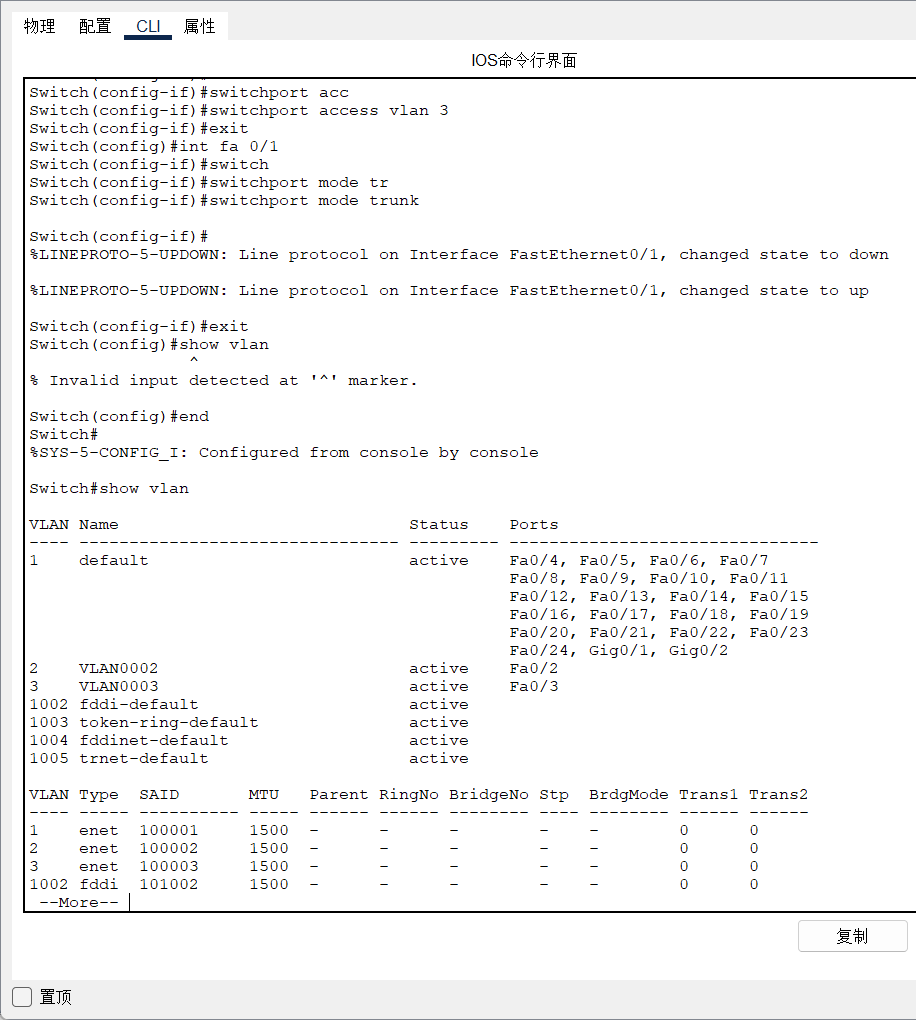 物理 配置 CLI 属性
IOS命令行界面
Switch(config-if)#switchport acc
Switch(config-if)#switchport access vlan 3
Switch(config-if)#exit
Switch(config)#int fa 0/1
Switch(config-if)#switch
Switch(config-if)#switchport mode tr
Switch(config-if)#switchport mode trunk
Switch(config-if)#
%LINEPROTO-5-UPDOWN: Line protocol on Interface FastEthernet0/1, changed state to down
%LINEPROTO-5-UPDOWN: Line protocol on Interface FastEthernet0/1, changed state to up
Switch(config-if)#exit
Switch(config)#show vlan
^
% Invalid input detected at '^' marker.
Switch(config)#end
Switch#
%SYS-5-CONFIG_I: Configured from console by console
Switch#show vlan
VLAN Name Status Ports
---- -------------------------------- --------- -------------------------------
1 default active Fa0/4, Fa0/5, Fa0/6, Fa0/7
Fa0/8, Fa0/9, Fa0/10, Fa0/11
Fa0/12, Fa0/13, Fa0/14, Fa0/15
Fa0/16, Fa0/17, Fa0/18, Fa0/19
Fa0/20, Fa0/21, Fa0/22, Fa0/23
Fa0/24, Gig0/1, Gig0/2
2 VLAN0002 active Fa0/2
3 VLAN0003 active Fa0/3
1002 fddi-default active
1003 token-ring-default active
1004 fddinet-default active
1005 trnet-default active
VLAN Type SAID MTU Parent RingNo BridgeNo Stp BrdgMode Trans1 Trans2
---- ----- ---------- ----- ------ ------ -------- ---- -------- ------ ------
1 enet 100001 1500 - - - - - 0 0
2 enet 100002 1500 - - - - - 0 0
3 enet 100003 1500 - - - - - 0 0
1002 fddi 101002 1500 - - - - - 0 0
--More--
复制
置顶